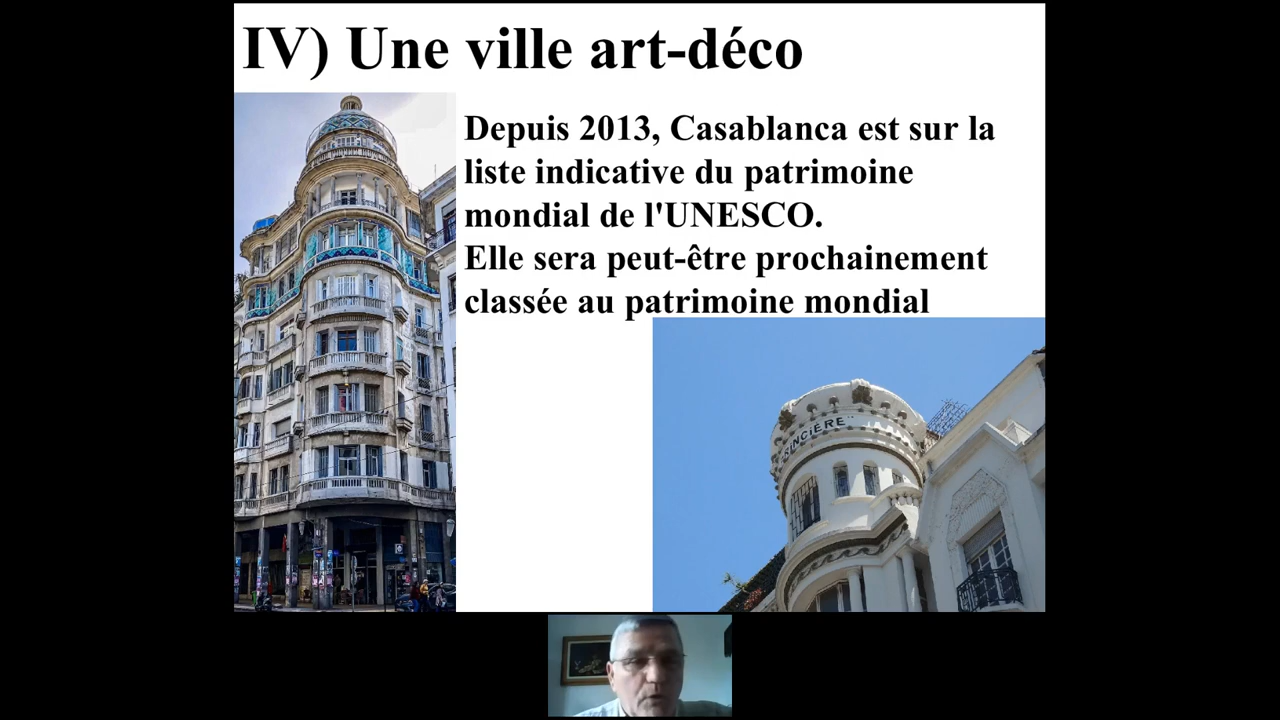 IV) Une ville art-déco
Depuis 2013, Casablanca est sur la
liste indicative du patrimoine
mondial de l'UNESCO.
Elle sera peut-être prochainement
classée au patrimoine mondial